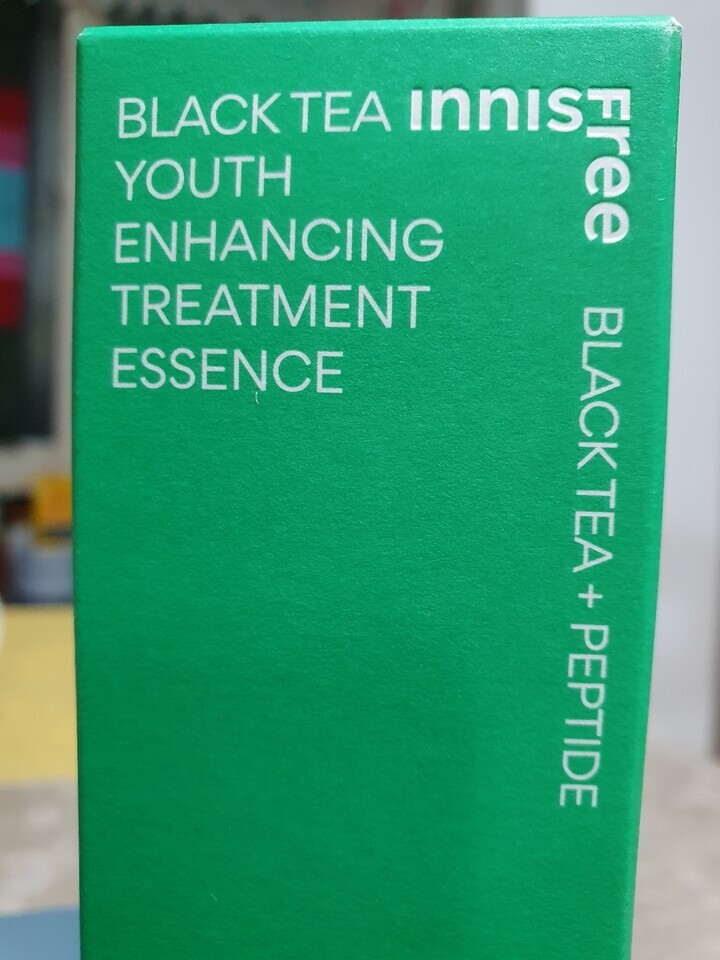 BLACK TEA
YOUTH
ENHANCING
TREATMENT
ESSENCE
innisFree
BLACK TEA + PEPTIDE